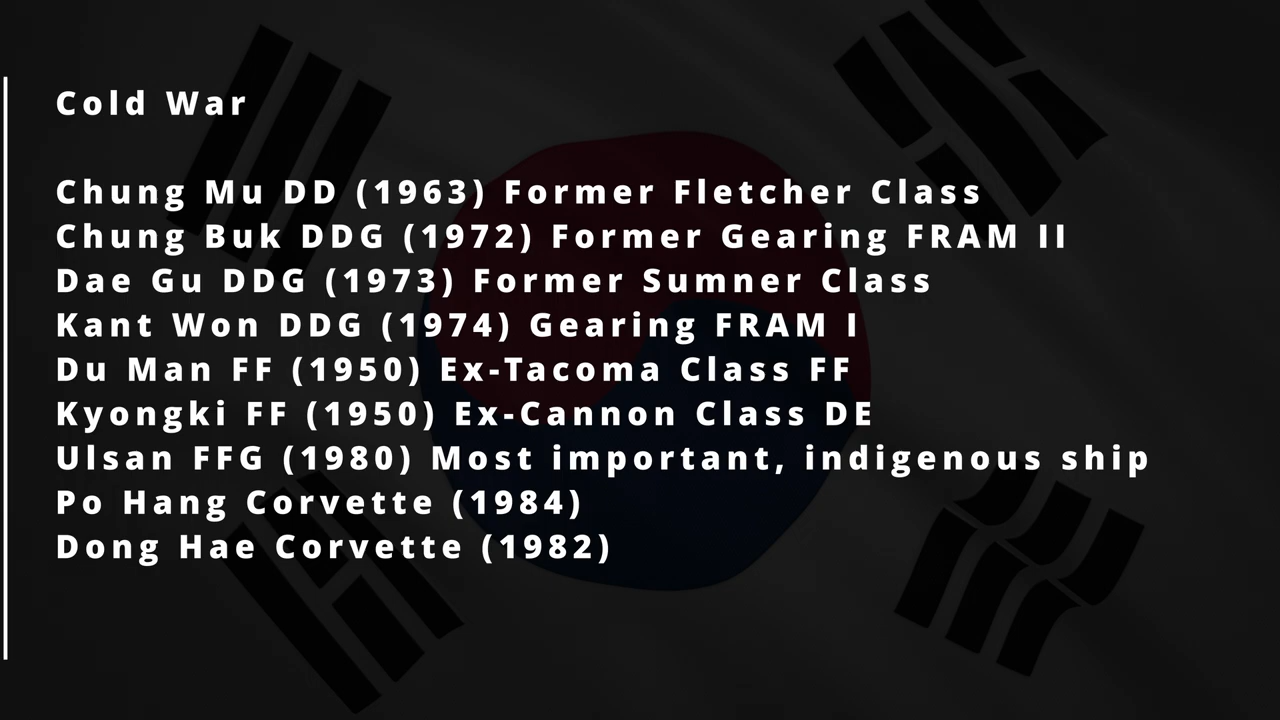 Cold War
Chung Mu DD (1963) Former Fletcher Class
Chung Buk DDG (1972) Former Gearing FRAM II
Dae Gu DDG (1973) Former Sumner Class
Kant Won DDG (1974) Gearing FRAM I
Du Man FF (1950) Ex-Tacoma Class FF
Kyongki FF (1950) Ex-Cannon Class DE
Ulsan FFG (1980) Most important, indigenous ship
Po Hang Corvette (1984)
Dong Hae Corvette (1982)